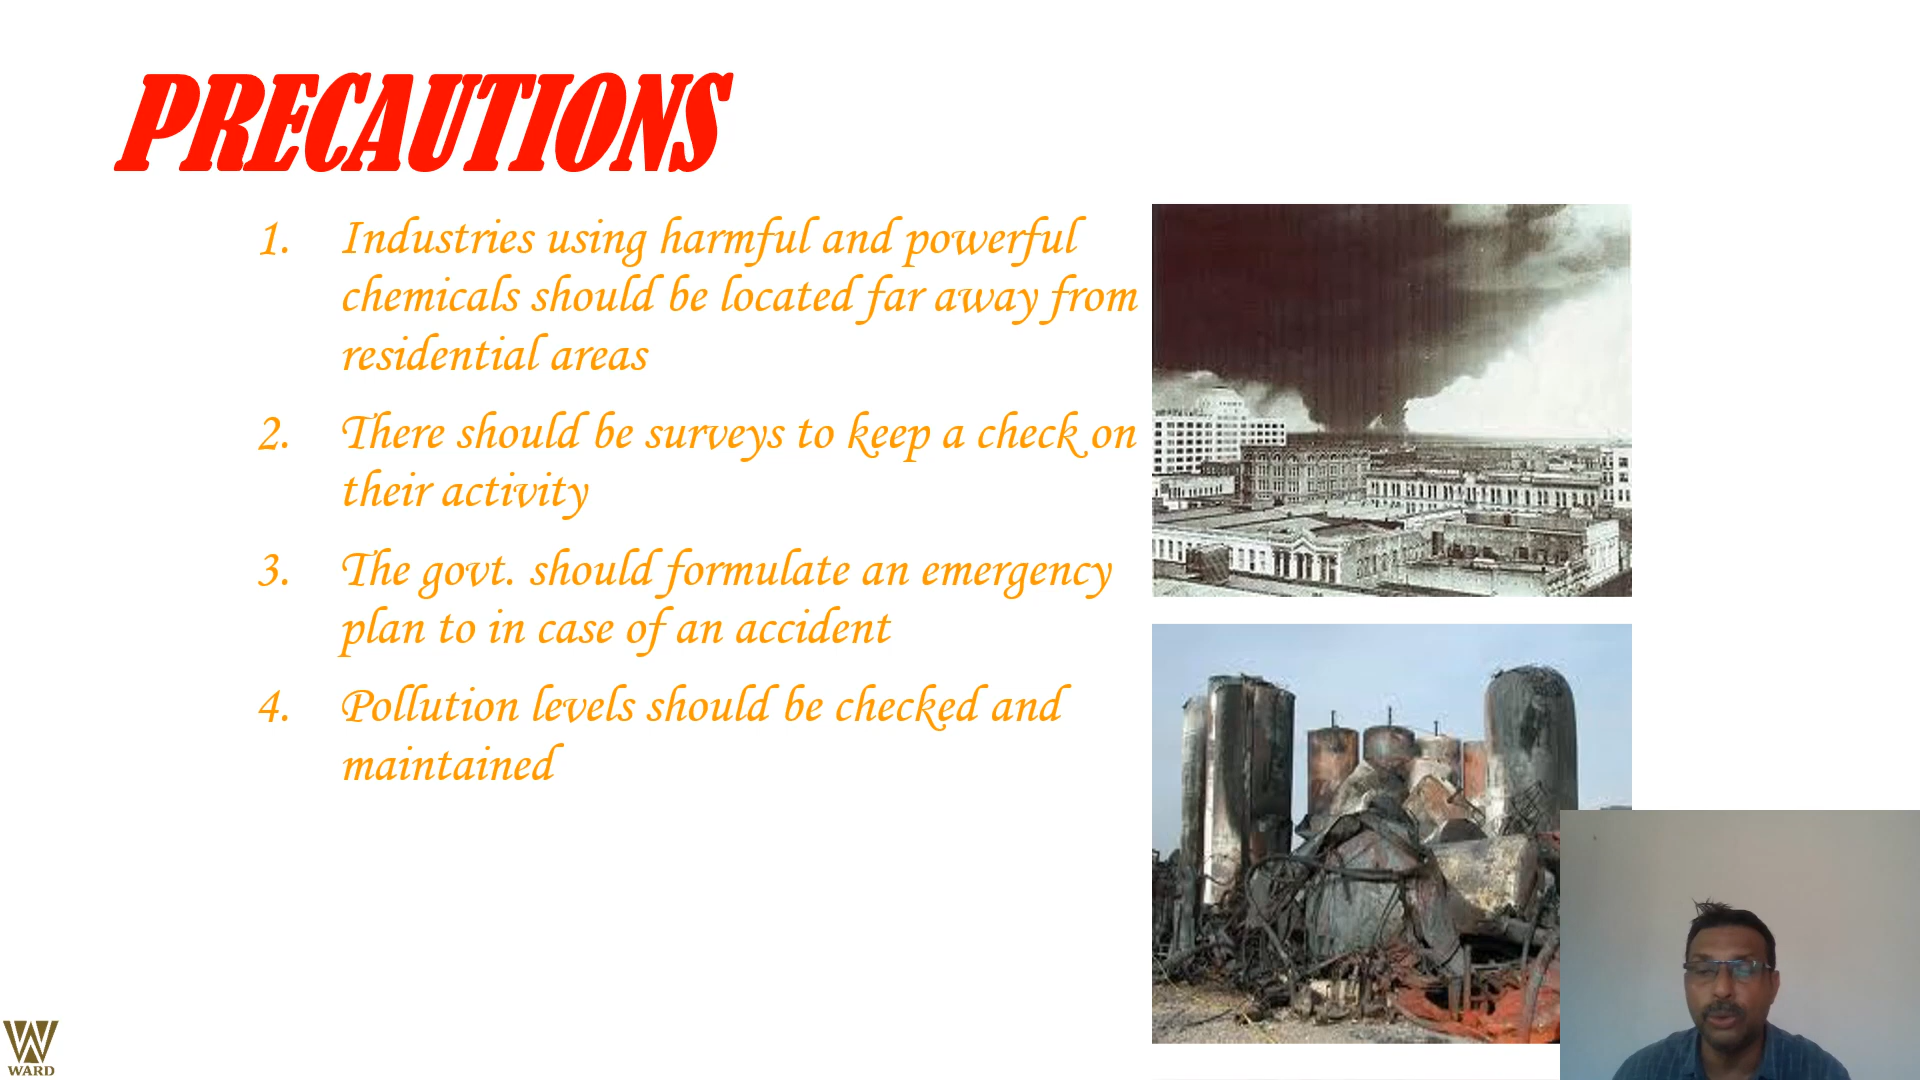 PRECAUTIONS
1. Industries using harmful and powerful
chemicals should be located far away from
residential areas
2. There should be surveys to keep a check on
their activity
3. The govt. should formulate an emergency
plan to in case of an accident
4. Pollution levels should be checked and
maintained
W
WARD